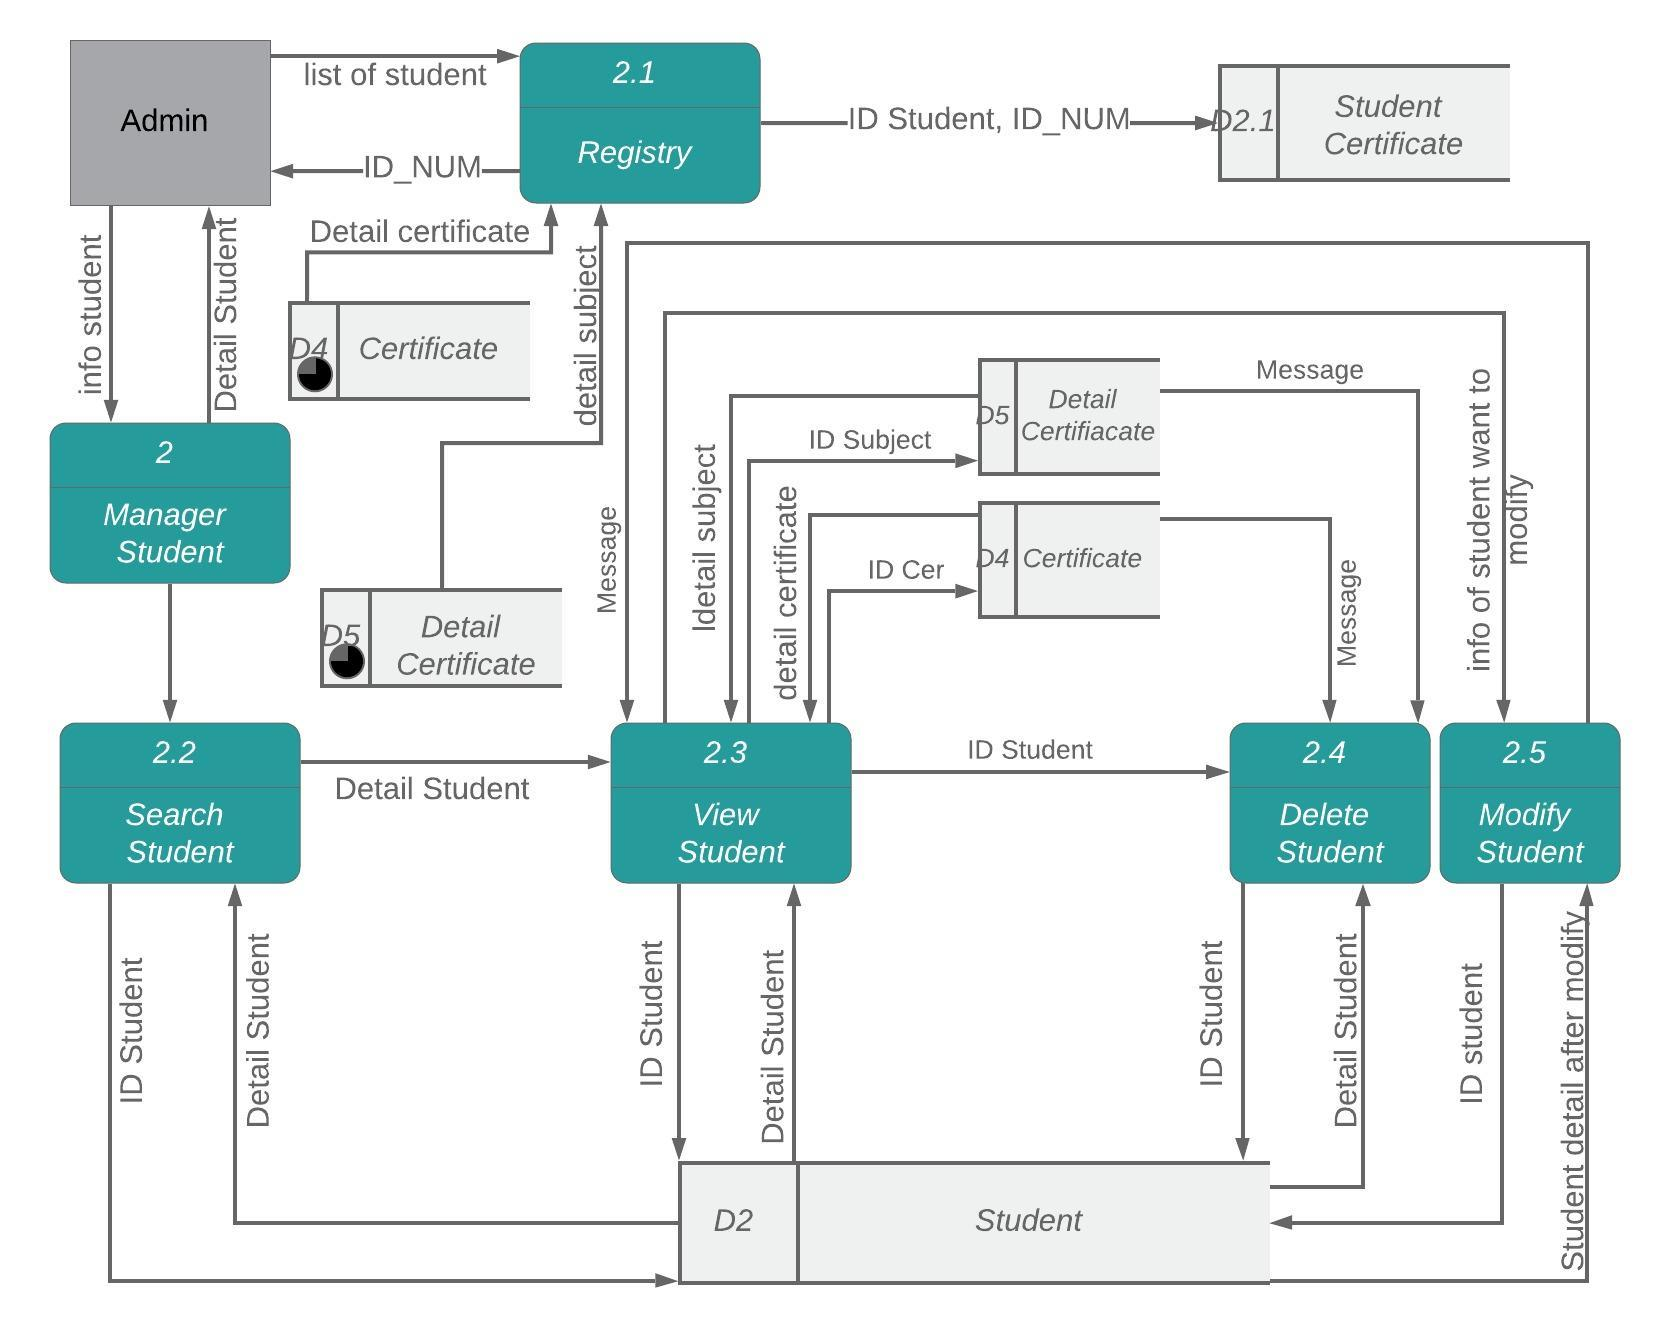 Admin
list of student
2.1
Registry
ID Student, ID_NUM
D2.1
Student
Certificate
ID_NUM
info student
Detail Student
Detail certificate
D4
Certificate
detail subject
2
Manager
Student
D5
Detail
Certificate
Message
Idetail subject
ID Subject
D5
Detail
Certifiacate
Message
detail certificate
ID Cer
D4
Certificate
Message
info of student want to
modify
2.2
Search
Student
Detail Student
2.3
View
Student
ID Student
2.4
Delete
Student
2.5
Modify
Student
ID Student
Detail Student
ID Student
Detail Student
ID Student
Detail Student
ID student
Student detail after modify
D2
Student